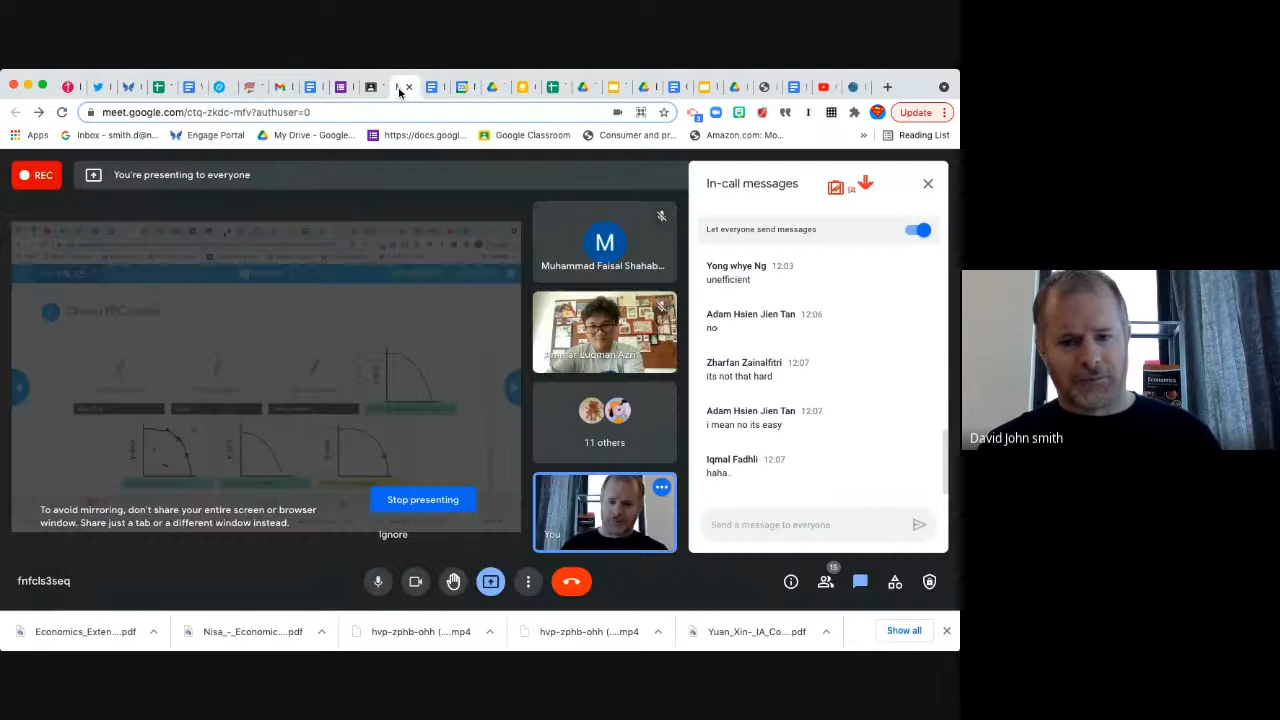 meet.google.com/ctq-zkdc-mfv?authuser=0
Update
Apps
Inbox - smith.d@n...
Engage Portal
My Drive - Google...
https://docs.googl...
Google Classroom
Consumer and pr...
Amazon.com: Mo...
»
Reading List
REC
You're presenting to everyone
In-call messages
Let everyone send messages
M
Muhammad Faisal Shahab...
Yong whye Ng 12:03
unefficient
Adam Hsien Jien Tan 12:06
no
Ammar Luqman Azri
Zharfan Zainalfitri 12:07
its not that hard
Adam Hsien Jien Tan 12:07
i mean no its easy
11 others
Iqmal Fadhli 12:07
haha..
Economics
David John smith
To avoid mirroring, don't share your entire screen or browser
window. Share just a tab or a different window instead.
Stop presenting
Ignore
You
Send a message to everyone
fnfcls3seq
15
Economics_Exten....pdf
Nisa_-_Economic....pdf
hvp-zphb-ohh (....mp4
hvp-zphb-ohh (....mp4
Yuan_Xin-_IA_Co....pdf
Show all